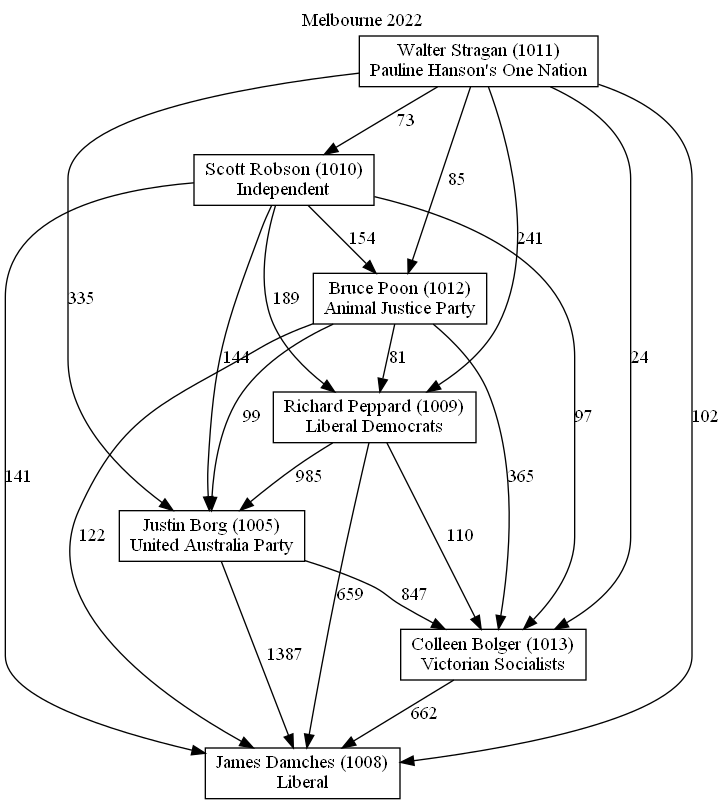 Melbourne 2022
Walter Stragan (1011)
Pauline Hanson's One Nation
73
Scott Robson (1010)
Independent
85
241
154
Bruce Poon (1012)
Animal Justice Party
335
189
144
81
24
Richard Peppard (1009)
Liberal Democrats
99
97
102
141
985
365
Justin Borg (1005)
United Australia Party
122
110
659
847
Colleen Bolger (1013)
Victorian Socialists
1387
662
James Damches (1008)
Liberal